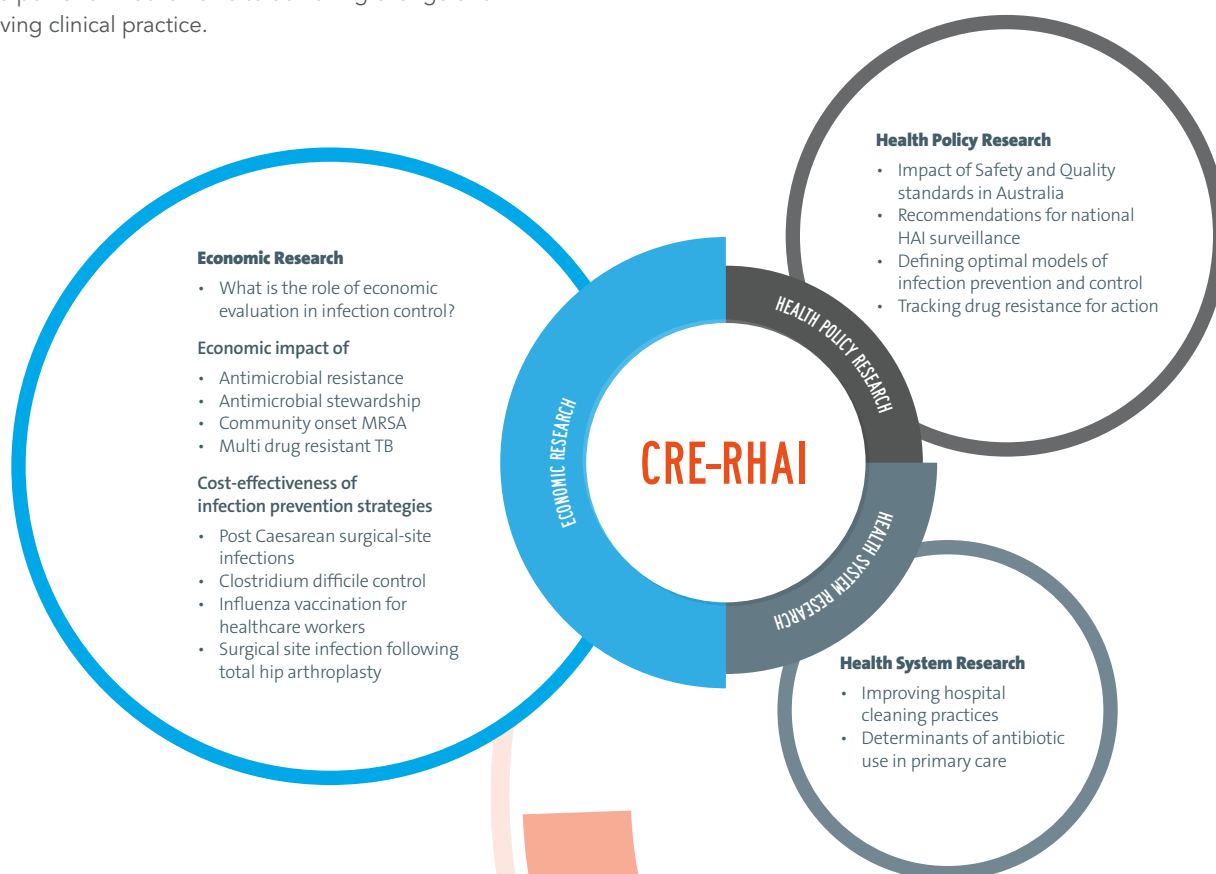 ving clinical practice.
Economic Research
• What is the role of economic
evaluation in infection control?
Economic impact of
• Antimicrobial resistance
• Antimicrobial stewardship
• Community onset MRSA
• Multi drug resistant TB
Cost-effectiveness of
infection prevention strategies
• Post Caesarean surgical-site
infections
• Clostridium difficile control
• Influenza vaccination for
healthcare workers
• Surgical site infection following
total hip arthroplasty
ECONOMIC RESEARCH
CRE-RHAI
HEALTH POLICY RESEARCH
HEALTH SYSTEM RESEARCH
Health Policy Research
• Impact of Safety and Quality
standards in Australia
• Recommendations for national
HAI surveillance
• Defining optimal models of
infection prevention and control
• Tracking drug resistance for action
Health System Research
• Improving hospital
cleaning practices
• Determinants of antibiotic
use in primary care